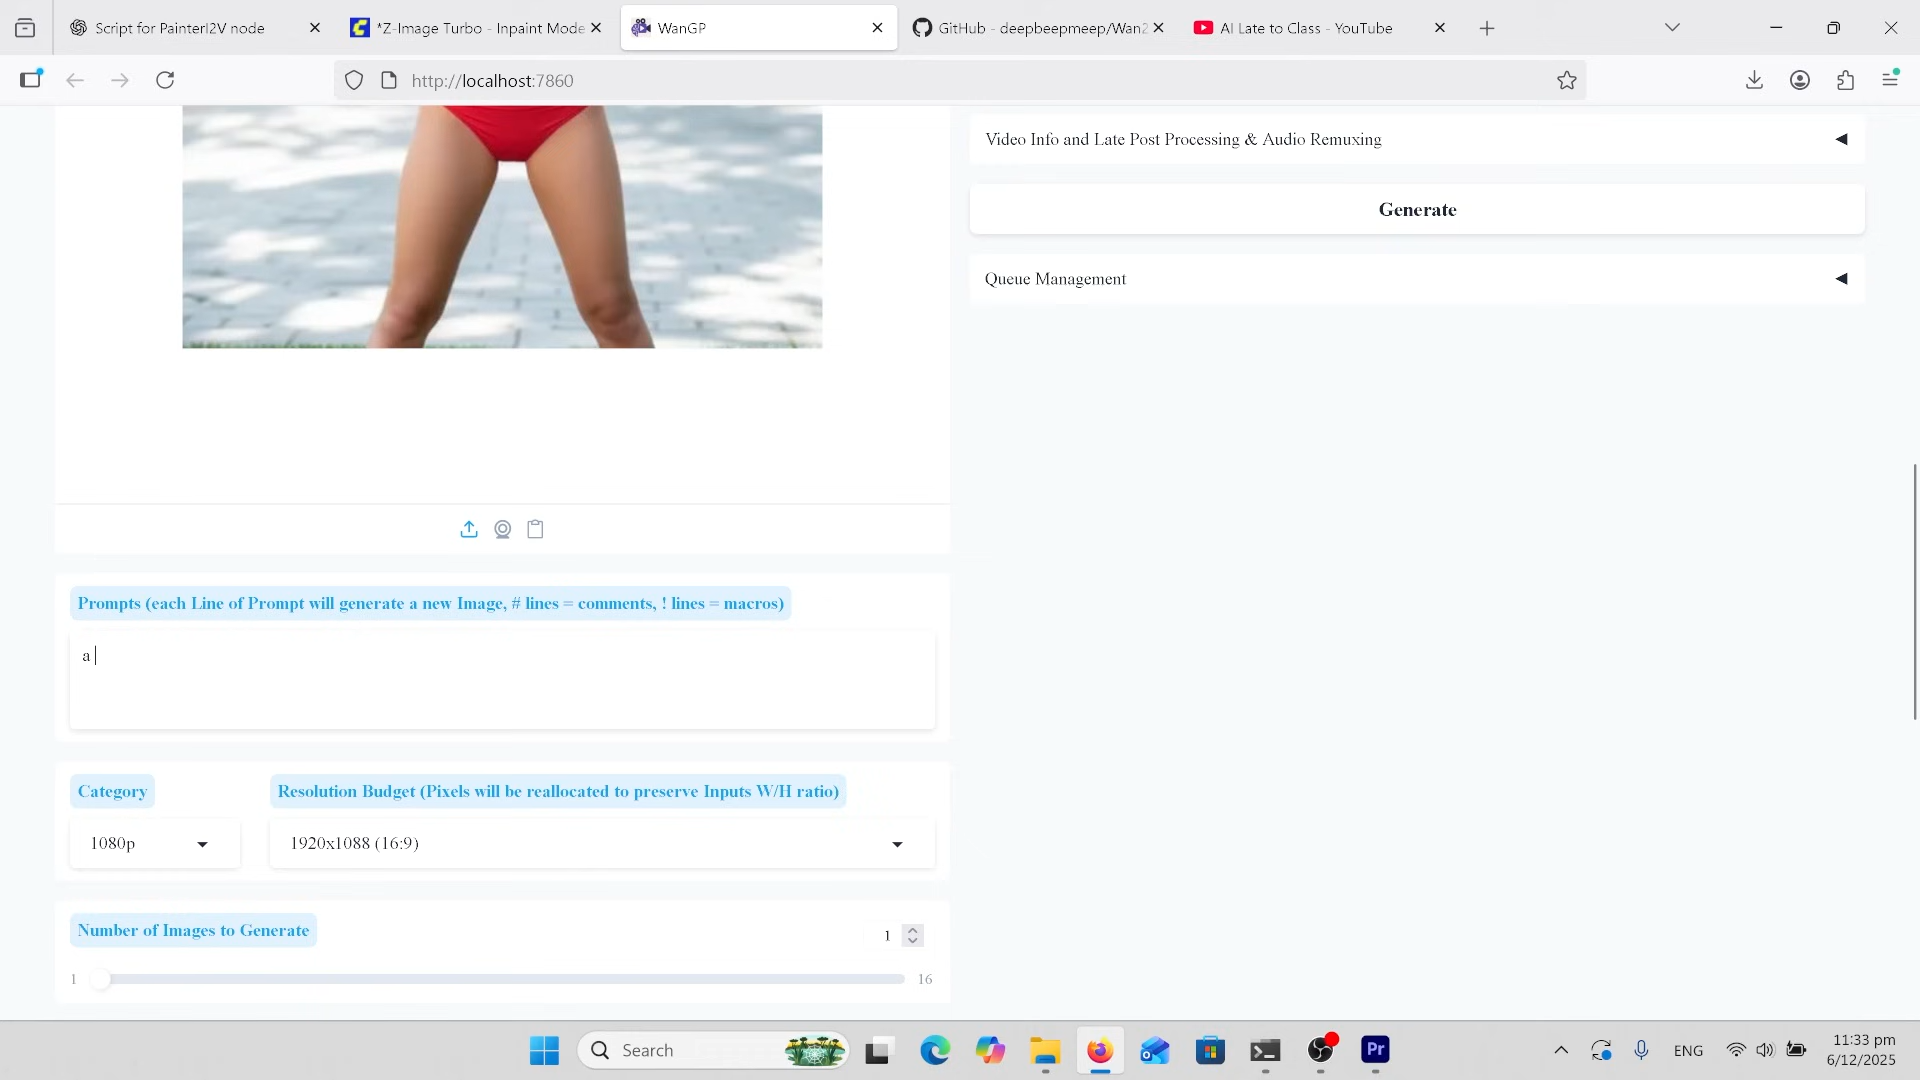 Script for PainterI2V node
*Z-Image Turbo - Inpaint Mode
WanGP
GitHub - deepbeepmeep/Wan2
AI Late to Class - YouTube
http://localhost:7860
Video Info and Late Post Processing & Audio Remuxing
Generate
Queue Management
Prompts (each Line of Prompt will generate a new Image, # lines = comments, ! lines = macros)
a
Category
Resolution Budget (Pixels will be reallocated to preserve Inputs W/H ratio)
1080p
1920x1088 (16:9)
Number of Images to Generate
1
1
16
Search
Pr
ENG
11:33 pm
6/12/2025